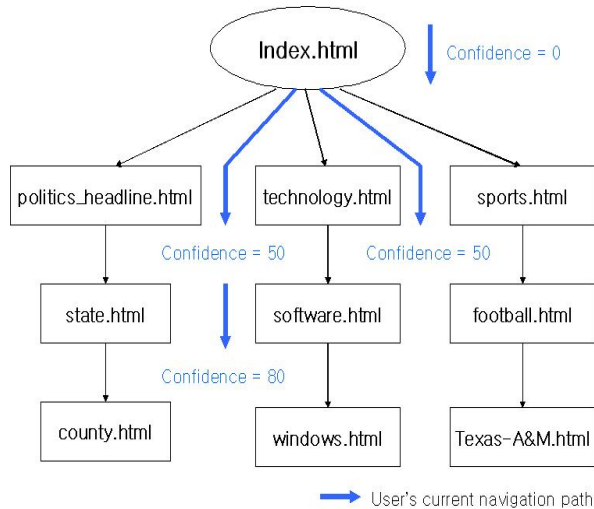 Index.html
Confidence = 0
politics_headline.html
technology.html
sports.html
Confidence = 50
Confidence = 50
state.html
software.html
football.html
Confidence = 80
county.html
windows.html
Texas-A&M.html
User's current navigation path